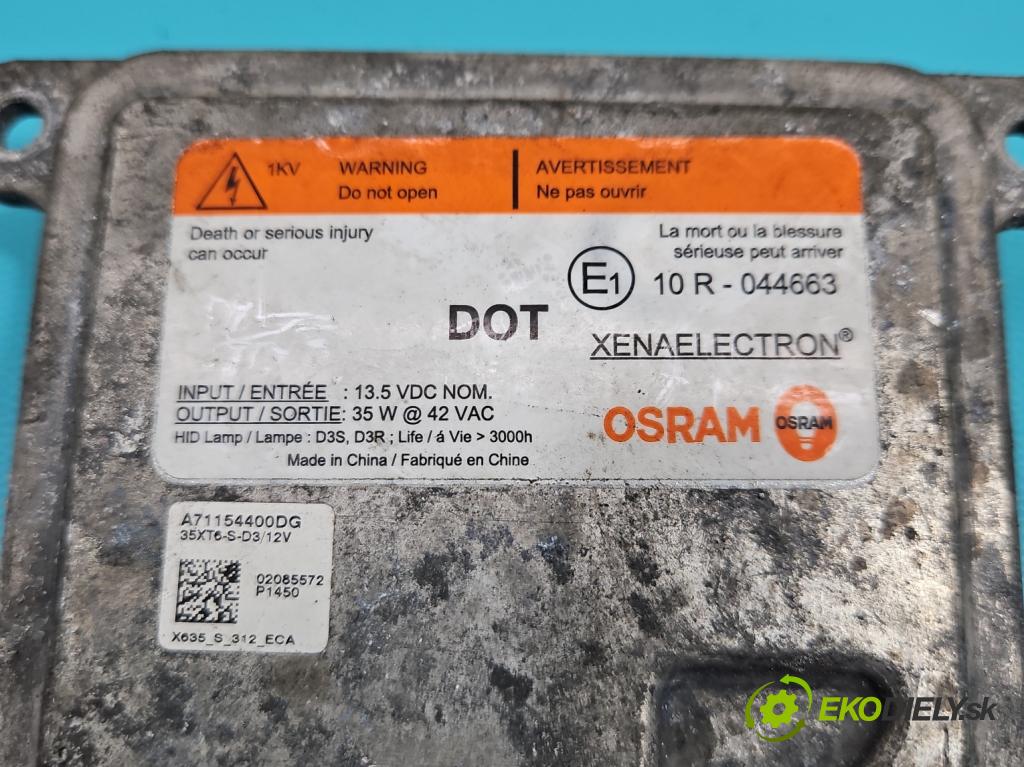 1KV WARNING AVERTISSEMENT
Do not open Ne pas ouvrir
Death or serious injury
can occur
La mort ou la blessure
sérieuse peut arriver
E1 10 R - 044663
DOT
XENAELECTRON®
INPUT / ENTRÉE : 13.5 VDC NOM.
OUTPUT / SORTIE: 35 W @ 42 VAC
HID Lamp / Lampe : D3S, D3R ; Life / á Vie > 3000h
Made in China / Fabriqué en Chine
OSRAM OSRAM
A71154400DG
35XT6-S-D3/12V
02085572
P1450
X635_S_312_ECA
EKODIELY.sk